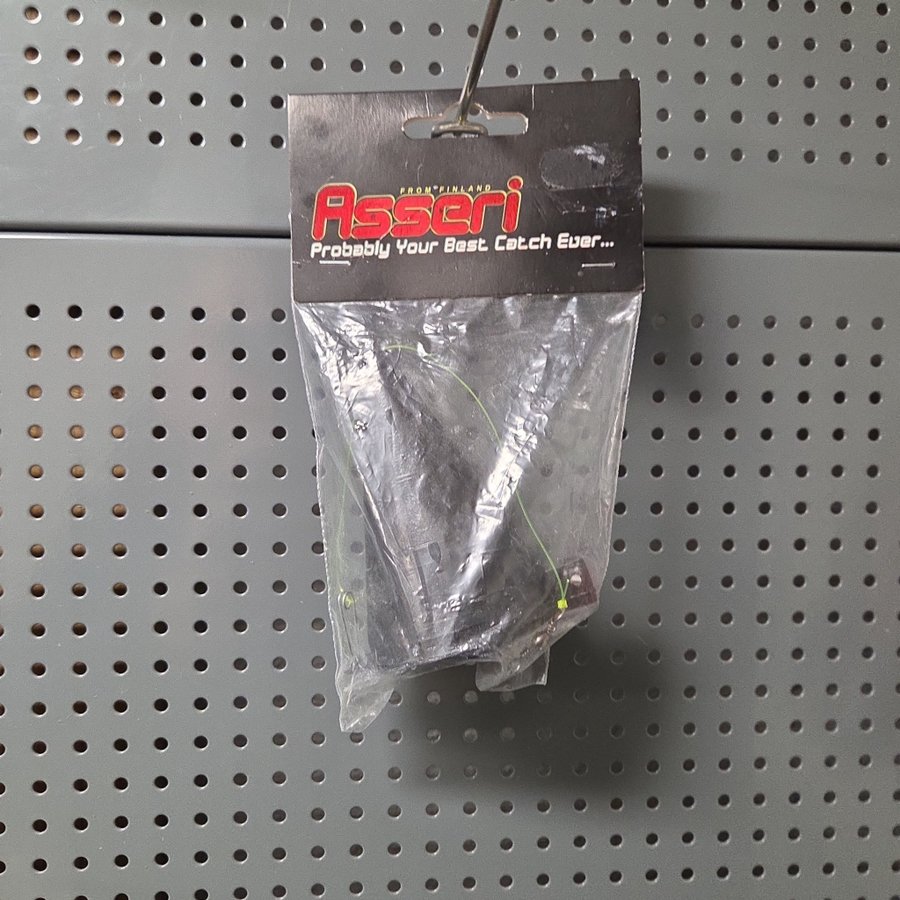 FROM FINLAND
Asseri
Probably Your Best Catch Ever...